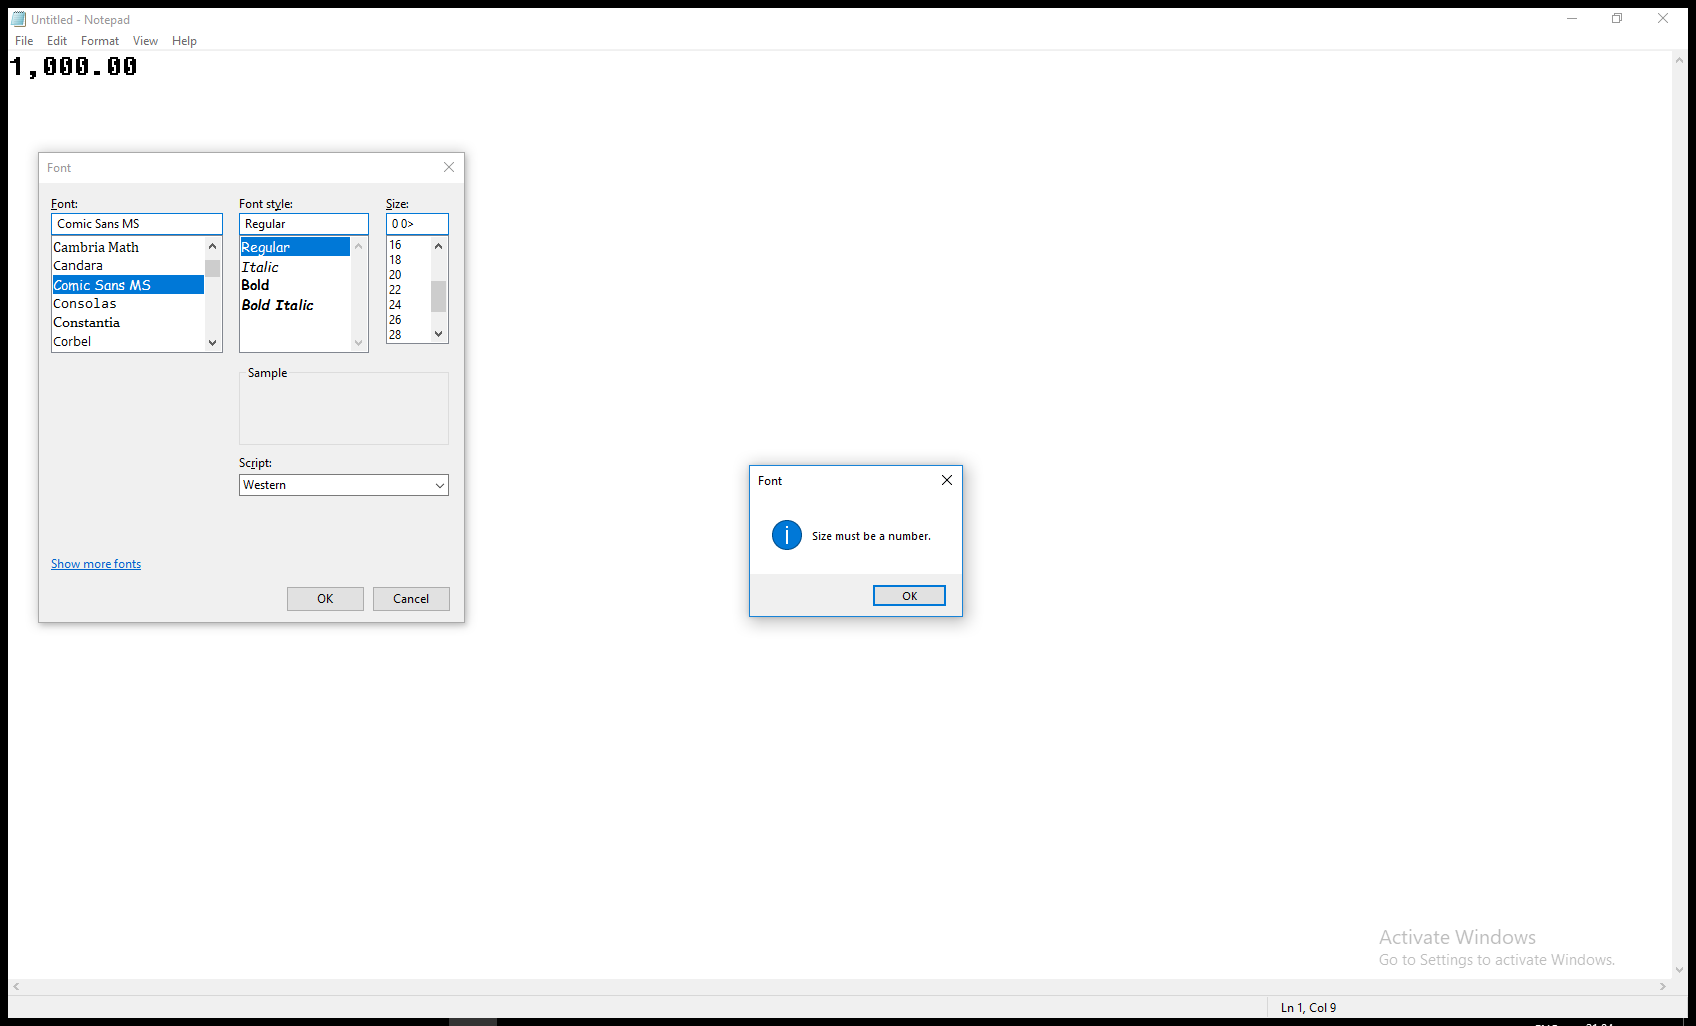 Untitled - Notepad
File Edit Format View Help
1,000.00
Font
Font:
Comic Sans MS
Cambria Math
Candara
Comic Sans MS
Consolas
Constantia
Corbel
Font style:
Regular
Regular
Italic
Bold
Bold Italic
Size:
0 0>
16
18
20
22
24
26
28
Sample
Script:
Western
Show more fonts
OK Cancel
Font
Size must be a number.
OK
Activate Windows
Go to Settings to activate Windows.
Ln 1, Col 9